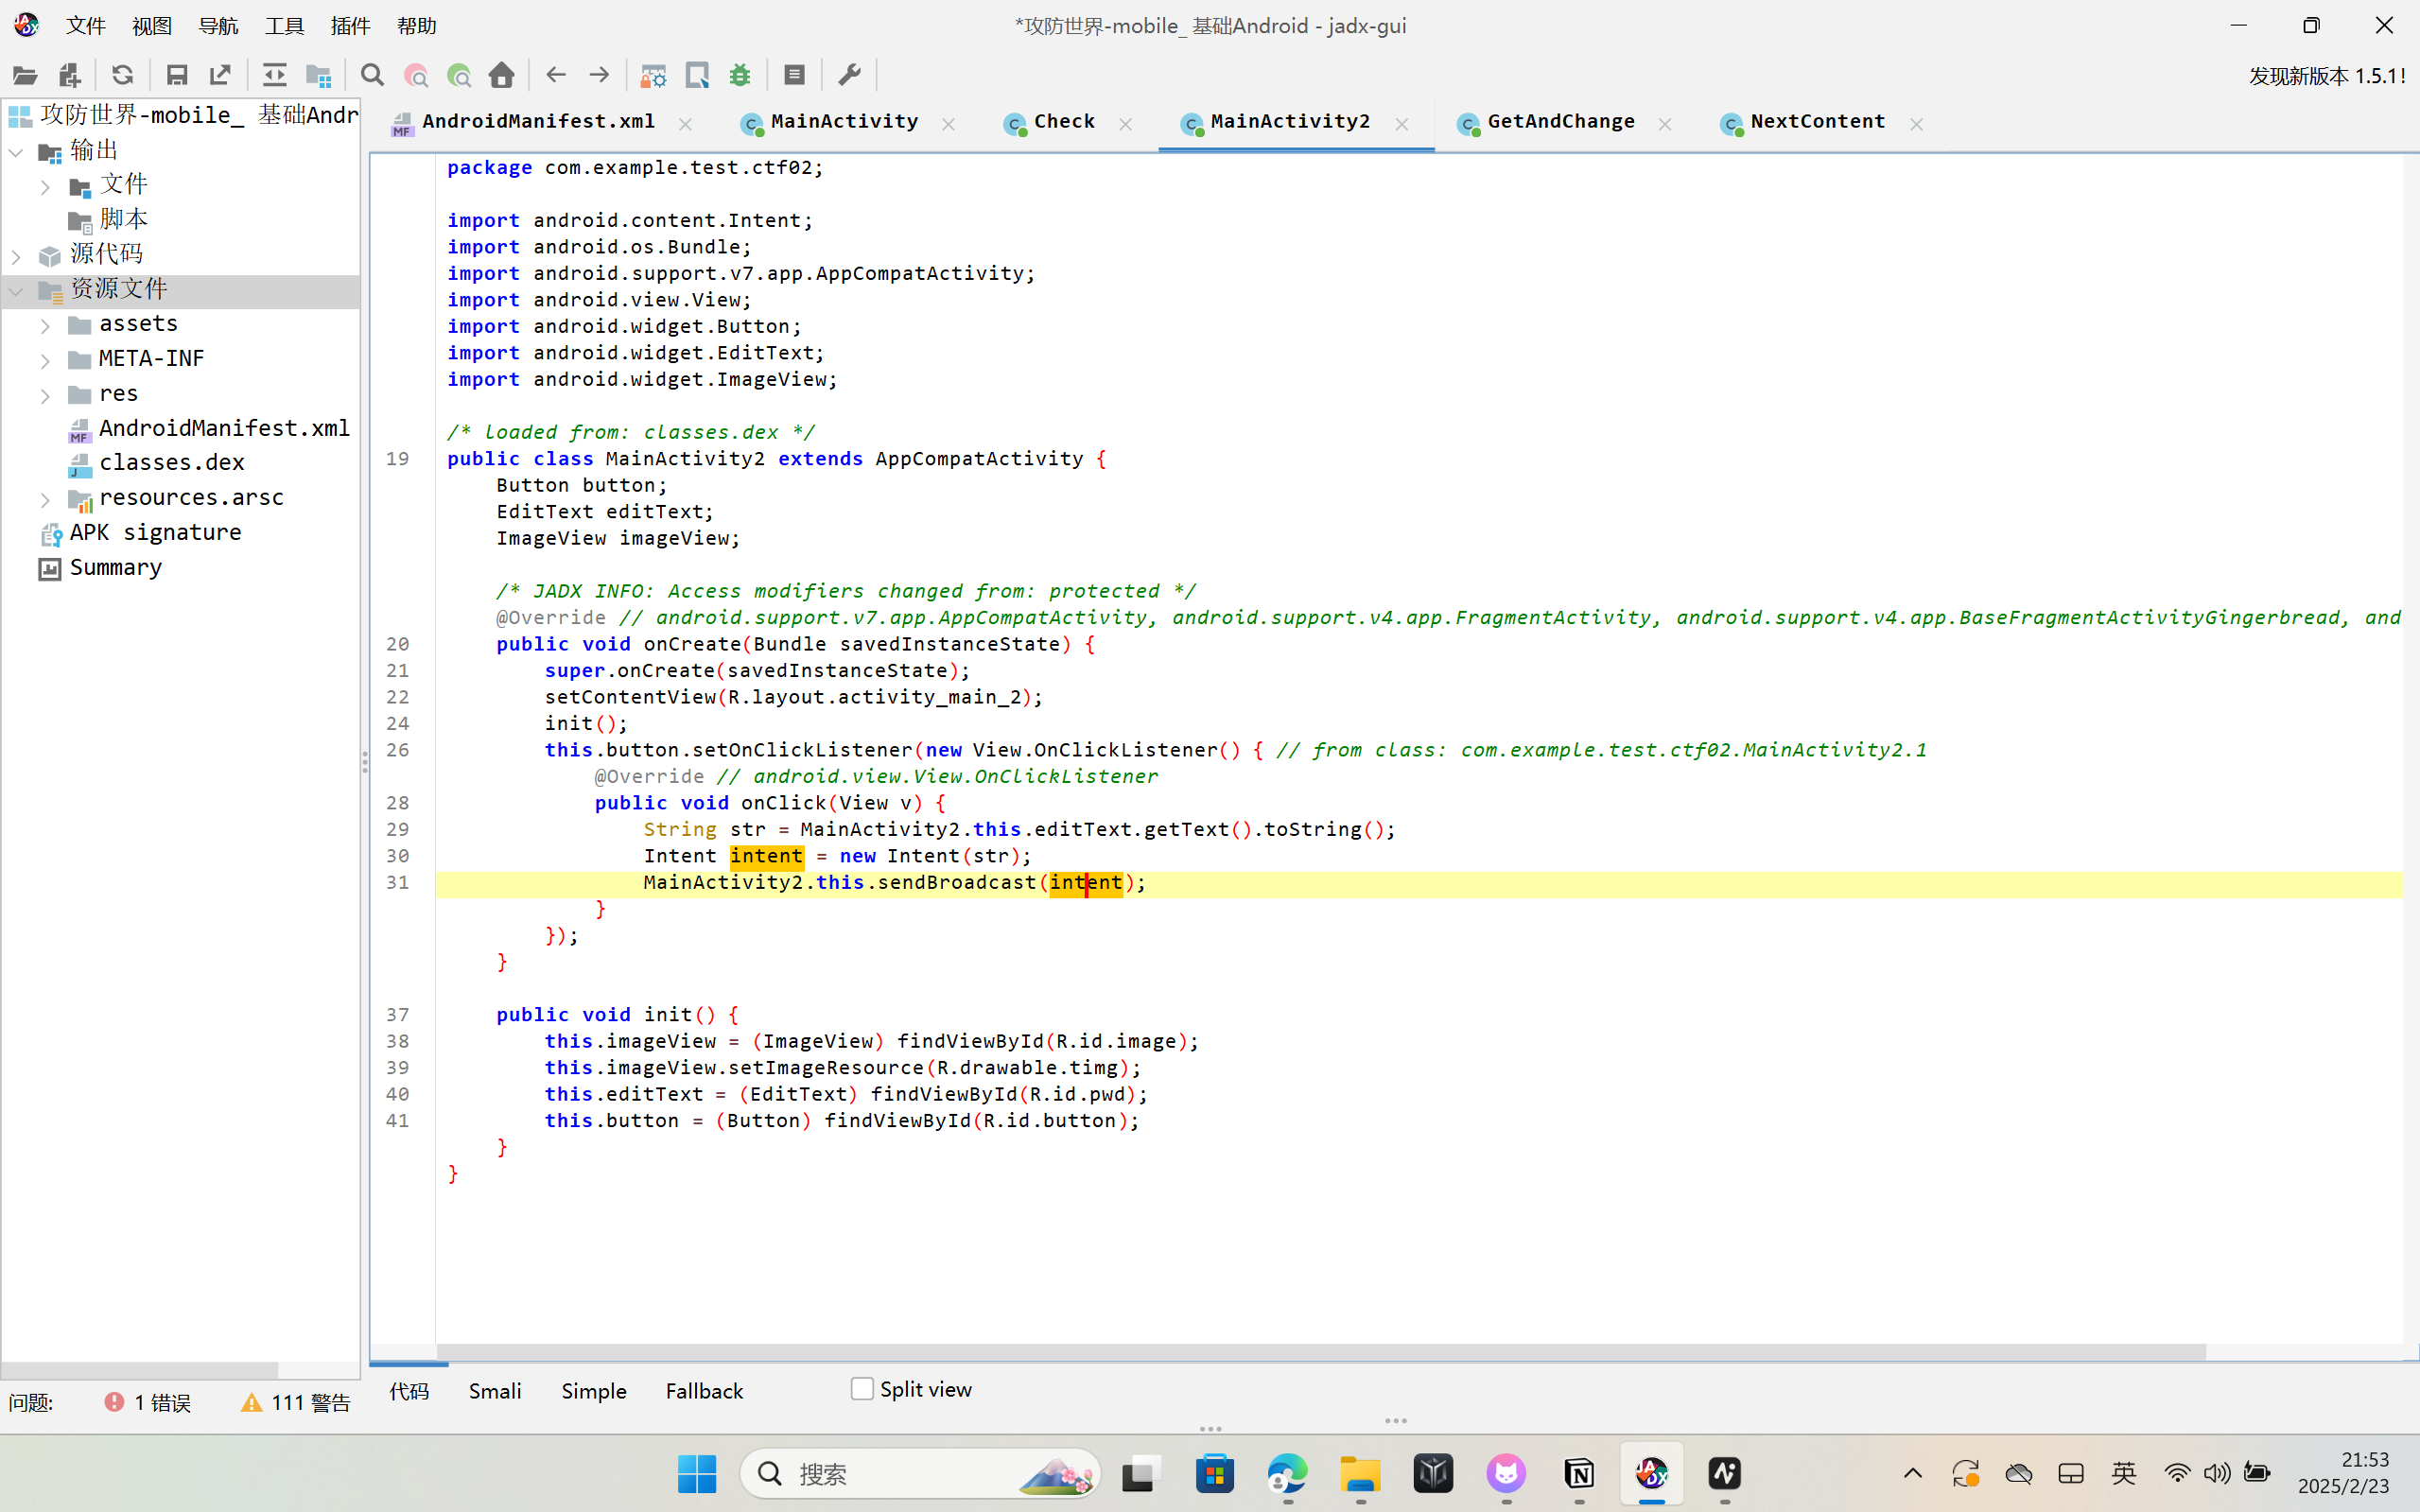 文件 视图 导航 工具 插件 帮助
*攻防世界-mobile_ 基础Android - jadx-gui
发现新版本 1.5.1!
攻防世界-mobile_ 基础Andr
输出
文件
脚本
源代码
资源文件
assets
META-INF
res
AndroidManifest.xml
classes.dex
resources.arsc
APK signature
Summary
AndroidManifest.xml MainActivity Check MainActivity2 GetAndChange NextContent
package com.example.test.ctf02;
import android.content.Intent;
import android.os.Bundle;
import android.support.v7.app.AppCompatActivity;
import android.view.View;
import android.widget.Button;
import android.widget.EditText;
import android.widget.ImageView;
/* loaded from: classes.dex */
19 public class MainActivity2 extends AppCompatActivity {
Button button;
EditText editText;
ImageView imageView;
/* JADX INFO: Access modifiers changed from: protected */
@Override // android.support.v7.app.AppCompatActivity, android.support.v4.app.FragmentActivity, android.support.v4.app.BaseFragmentActivityGingerbread, and
20 public void onCreate(Bundle savedInstanceState) {
21 super.onCreate(savedInstanceState);
22 setContentView(R.layout.activity_main_2);
24 init();
26 this.button.setOnClickListener(new View.OnClickListener() { // from class: com.example.test.ctf02.MainActivity2.1
@Override // android.view.View.OnClickListener
28 public void onClick(View v) {
29 String str = MainActivity2.this.editText.getText().toString();
30 Intent intent = new Intent(str);
31 MainActivity2.this.sendBroadcast(intent);
}
});
}
37 public void init() {
38 this.imageView = (ImageView) findViewById(R.id.image);
39 this.imageView.setImageResource(R.drawable.timg);
40 this.editText = (EditText) findViewById(R.id.pwd);
41 this.button = (Button) findViewById(R.id.button);
}
}
问题: 1 错误 111 警告
代码 Smali Simple Fallback Split view
搜索
英
21:53
2025/2/23